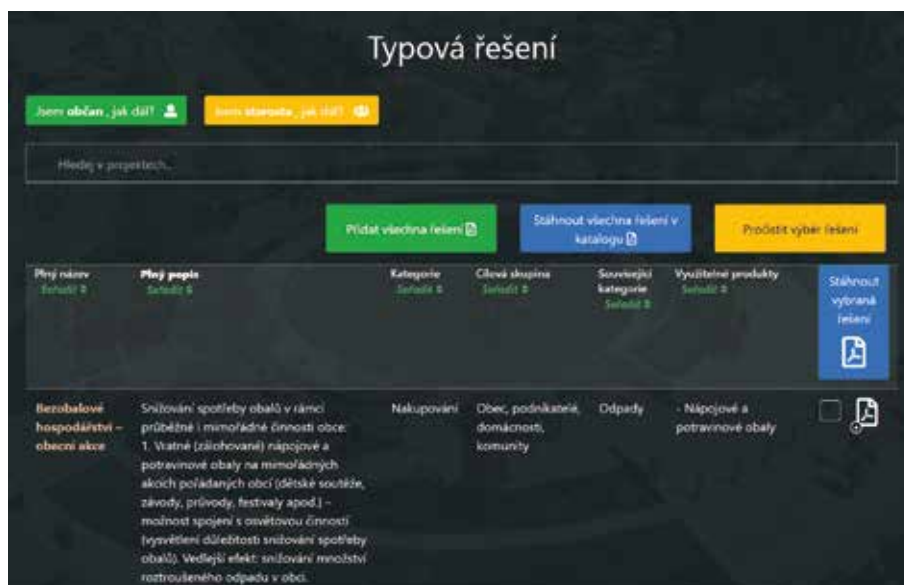 Typová řešení
Jsem občan, jak dál?
Jsem starosta, jak dál?
Hledej v projektech...
Přidat všechna řešení
Stáhnout všechna řešení v
katalogu
Pročistit výběr řešení
Plný název
Seřadit
Plný popis
Seřadit
Kategorie
Seřadit
Cílová skupina
Seřadit
Související
kategorie
Seřadit
Využitelné produkty
Seřadit
Stáhnout
vybraná
řešení
Bezobalové
hospodářství –
obecní akce
Snižování spotřeby obalů v rámci
průběžné i mimořádné činnosti obce:
1. Vratné (zálohované) nápojové a
potravinové obaly na mimořádných
akcích pořádaných obcí (dětské soutěže,
závody, průvody, festivaly apod.) –
možnost spojení s osvětovou činností
(vysvětlení důležitosti snižování spotřeby
obalů). Vedlejší efekt: snižování množství
roztroušeného odpadu v obci.
Nakupování
Obec, podnikatelé,
domácnosti,
komunity
Odpady
- Nápojové a
potravinové obaly